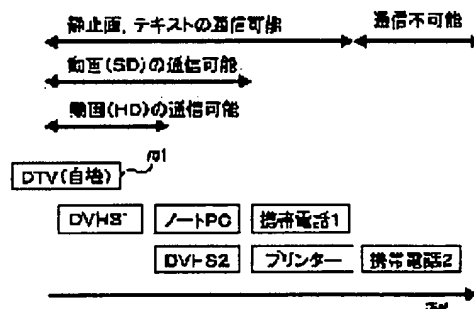 静止画，テキストの通信可能
通信不可能
動画(SD)の通信可能
動画(HD)の通信可能
m1
DTV(自機)
DVHS1
ノートPC
携帯電話1
DVHS2
プリンター
携帯電話2